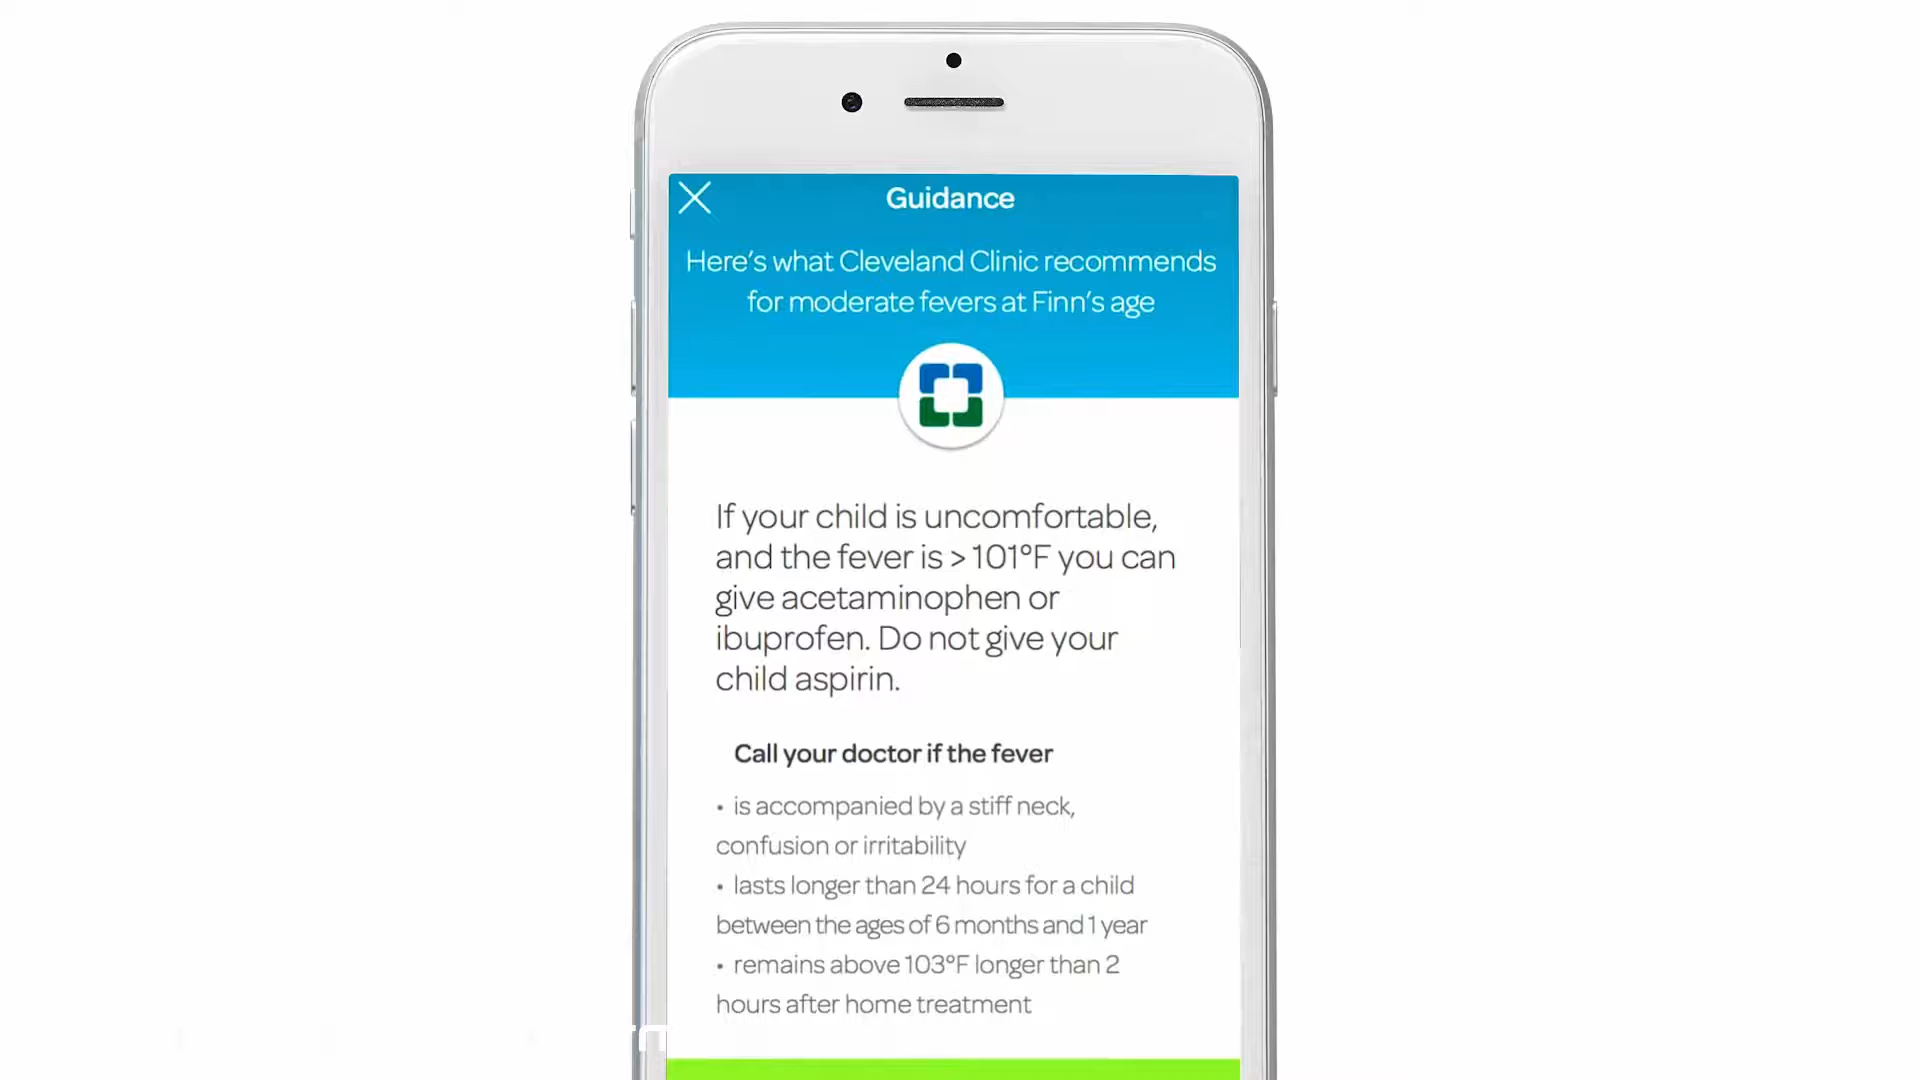 Guidance
Here's what Cleveland Clinic recommends
for moderate fevers at Finn's age
If your child is uncomfortable,
and the fever is > 101°F you can
give acetaminophen or
ibuprofen. Do not give your
child aspirin.
Call your doctor if the fever
• is accompanied by a stiff neck,
confusion or irritability
• lasts longer than 24 hours for a child
between the ages of 6 months and 1 year
• remains above 103°F longer than 2
hours after home treatment